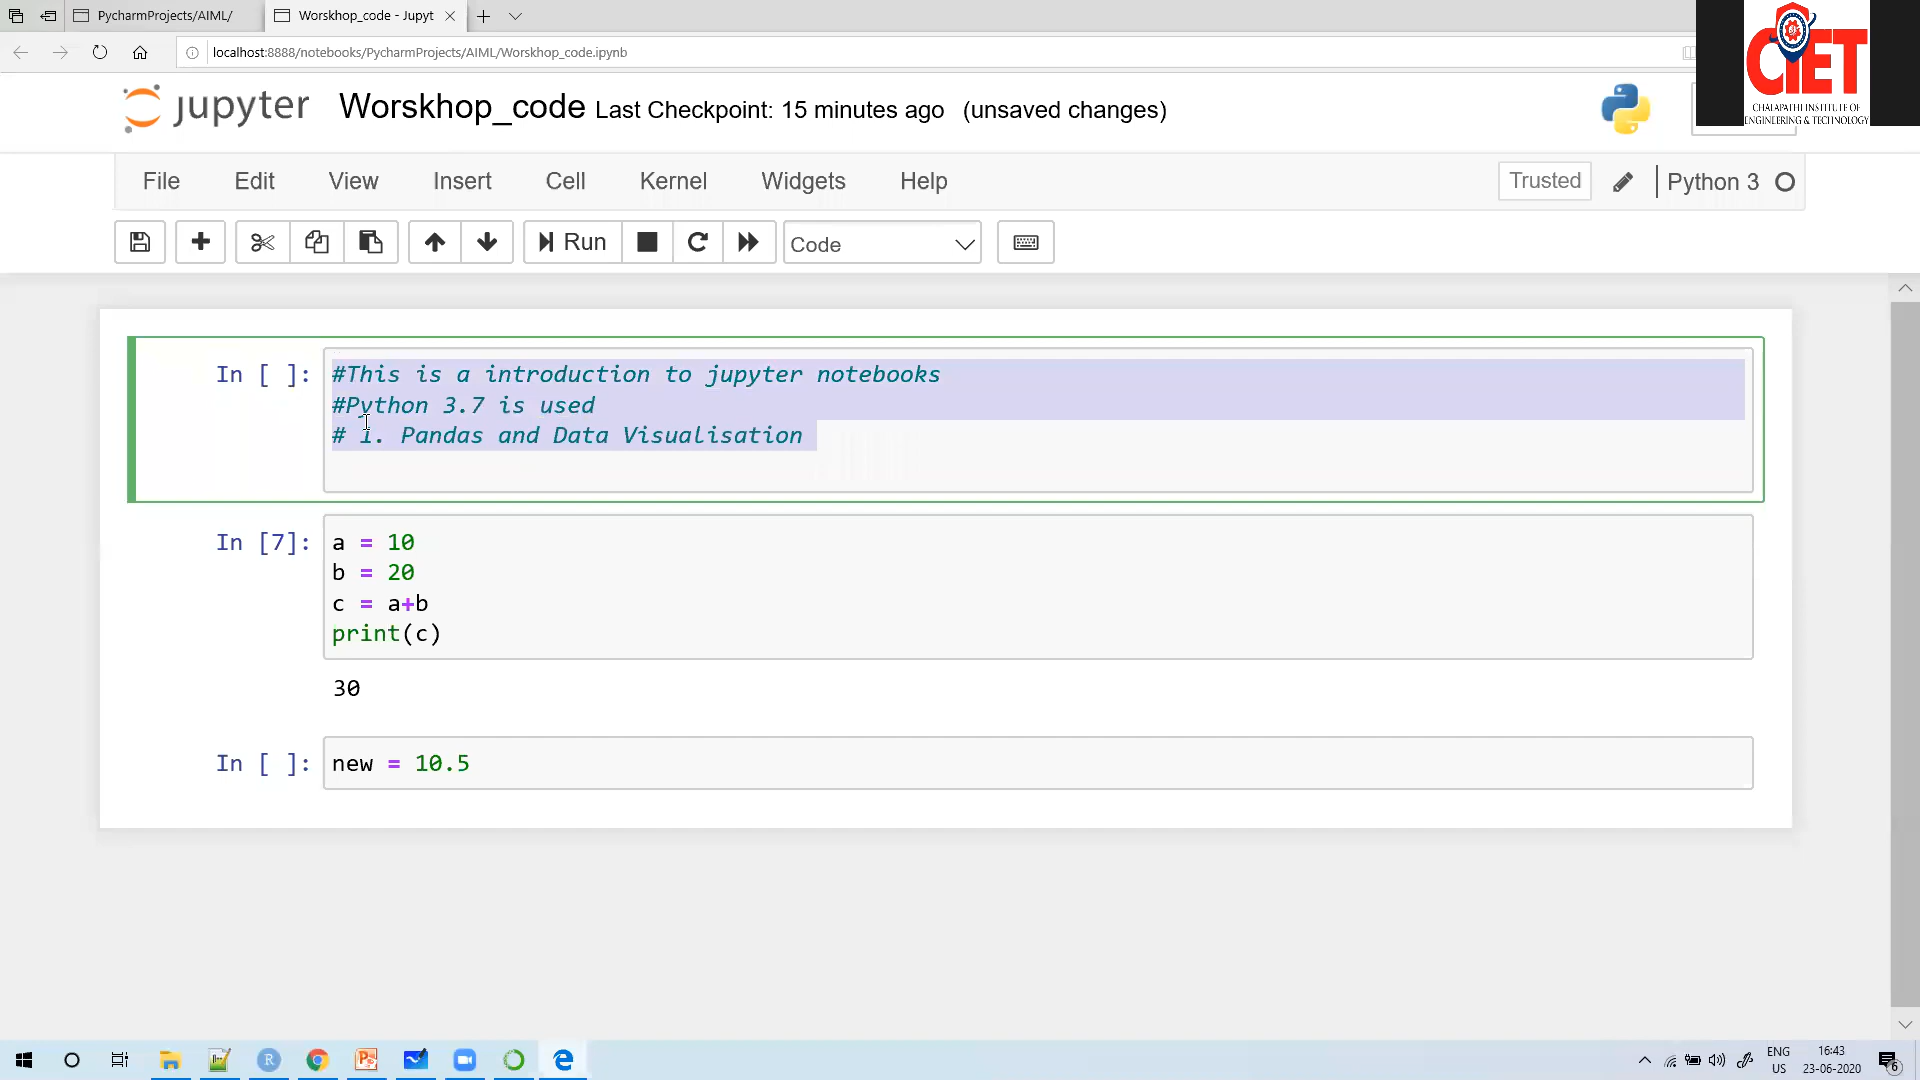 PycharmProjects/AIML/
Worskhop_code - Jupyt
localhost:8888/notebooks/PycharmProjects/AIML/Worskhop_code.ipynb
CIET
CHALAPATHI INSTITUTE OF
ENGINEERING & TECHNOLOGY
jupyter Worskhop_code Last Checkpoint: 15 minutes ago (unsaved changes)
File Edit View Insert Cell Kernel Widgets Help
Trusted Python 3
Run Code
In [ ]: #This is a introduction to jupyter notebooks
#Python 3.7 is used
# 1. Pandas and Data Visualisation
In [7]: a = 10
b = 20
c = a+b
print(c)
30
In [ ]: new = 10.5
ENG
US
16:43
23-06-2020
6